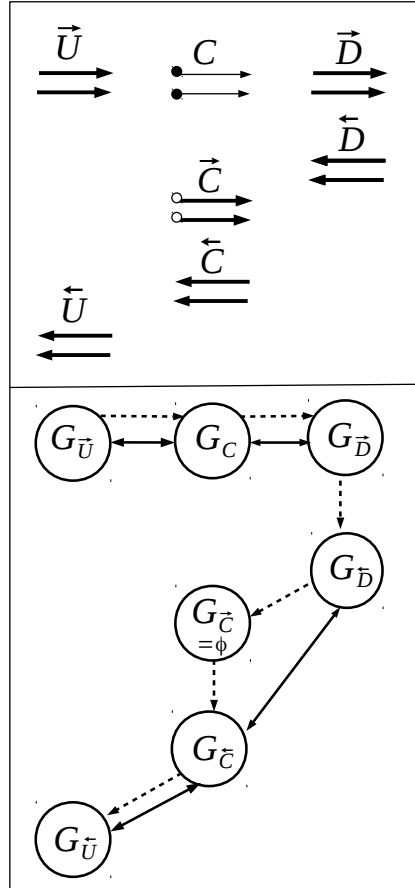 U⃗ C D⃗
D⃖
C⃗
C⃖
U⃖
G_U⃗ G_C G_D⃗
G_D⃖
G_C⃗
=ϕ
G_C⃖
G_U⃖